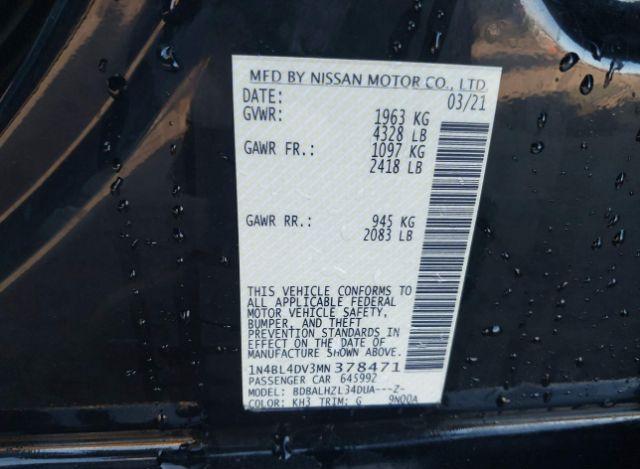 MFD BY NISSAN MOTOR CO., LTD.
DATE: 03/21
GVWR: 1963 KG
4328 LB
GAWR FR.: 1097 KG
2418 LB
GAWR RR.: 945 KG
2083 LB
THIS VEHICLE CONFORMS TO
ALL APPLICABLE FEDERAL
MOTOR VEHICLE SAFETY,
BUMPER, AND THEFT
PREVENTION STANDARDS IN
EFFECT ON THE DATE OF
MANUFACTURE SHOWN ABOVE.
1N4BL4DV3MN378471
PASSENGER CAR 645992
MODEL: BDBALHZL34DUA---Z-
COLOR: KH3 TRIM: G 9NQOA